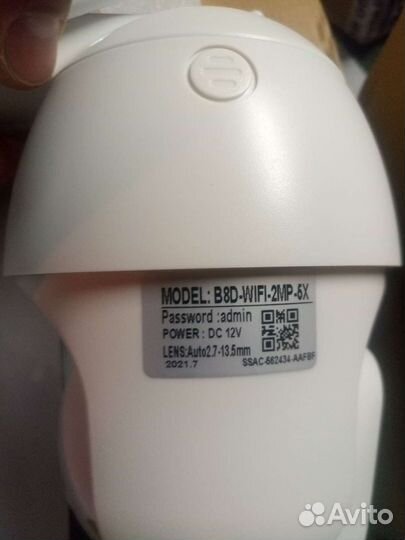 MODEL: B8D-WIFI-2MP-5X
Password :admin
POWER : DC 12V
LENS:Auto2.7-13.5mm
2021.7
SSAC-562434-AAFBF
Avito